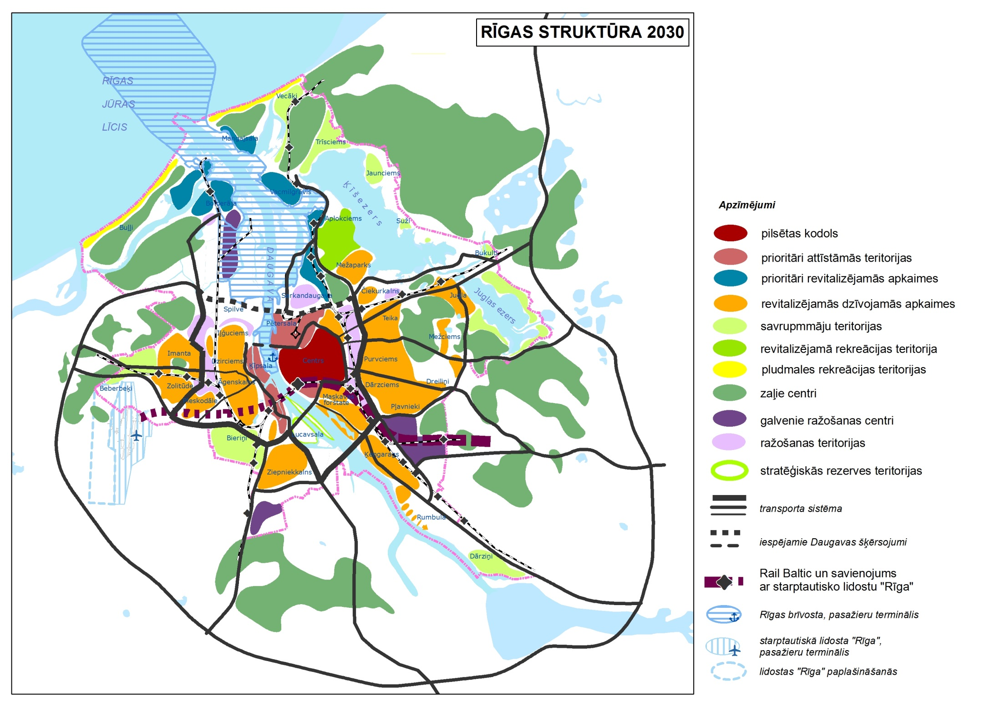 RĪGAS STRUKTŪRA 2030
RĪGAS
JŪRAS
LĪCIS
Vecāķi
Mangaļsala
Trīsciems
Jaunciems
Ķīšezers
Vecmīlgrāvis
Bolderāja
Aplokciems
Suži
Buļļi
DAUGAVA
Bukulti
Mežaparks
Čiekurkalns
Sarkandaugava
Jugla
Juglas ezers
Spilve
Teika
Pētersala
Iļģuciems
Mežciems
Imanta
Dzirciems
Ķīpsala
Centrs
Purvciems
Āgenskalns
Dreiliņi
Zolitūde
Dārzciems
Beberbeķi
Maskavas
forštate
Pleskodāle
Pļavnieki
Lucavsala
Bieriņi
Ķengarags
Ziepniekkalns
Rumbula
Dārziņi
Apzīmējumi
pilsētas kodols
prioritāri attīstāmās teritorijas
prioritāri revitalizējamās apkaimes
revitalizējamās dzīvojamās apkaimes
savrupmmāju teritorijas
revitalizējamā rekreācijas teritorija
pludmales rekreācijas teritorijas
zaļie centri
galvenie ražošanas centri
ražošanas teritorijas
stratēģiskās rezerves teritorijas
transporta sistēma
iespējamie Daugavas šķērsojumi
Rail Baltic un savienojums
ar starptautisko lidostu "Rīga"
Rīgas brīvosta, pasažieru terminālis
starptautiskā lidosta "Rīga",
pasažieru terminālis
lidostas "Rīga" paplašināšanās